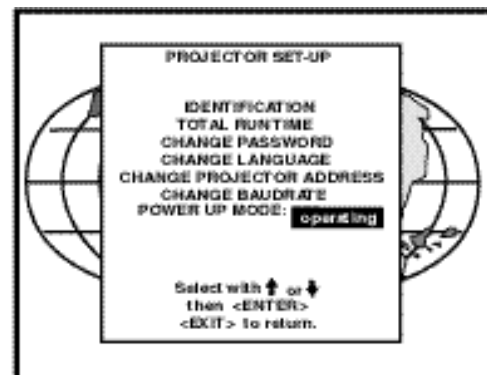 PROJECTOR SET-UP
IDENTIFICATION
TOTAL RUNTIME
CHANGE PASSWORD
CHANGE LANGUAGE
CHANGE PROJECTOR ADDRESS
CHANGE BAUDRATE
POWER UP MODE: operating
Select with ⬆ or ⬇
then <ENTER>
<EXIT> to return.